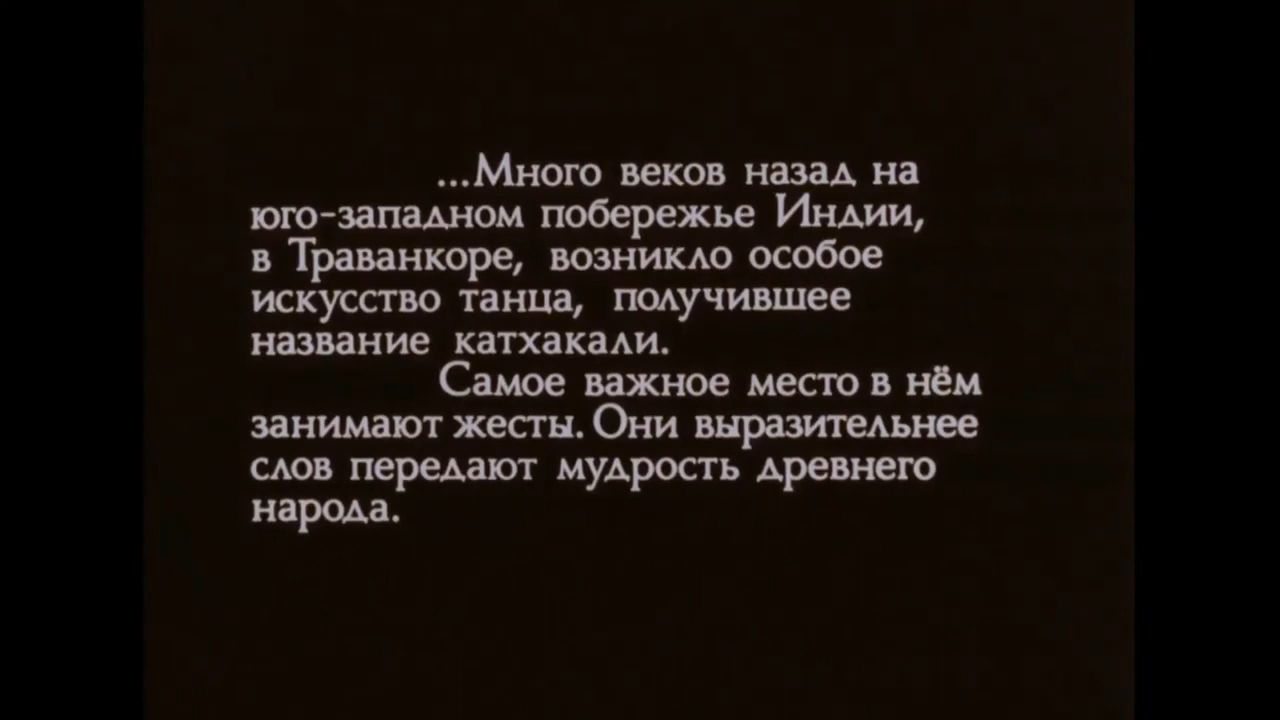 ...Много веков назад на
юго-западном побережье Индии,
в Траванкоре, возникло особое
искусство танца, получившее
название катхакали.
Самое важное место в нём
занимают жесты. Они выразительнее
слов передают мудрость древнего
народа.